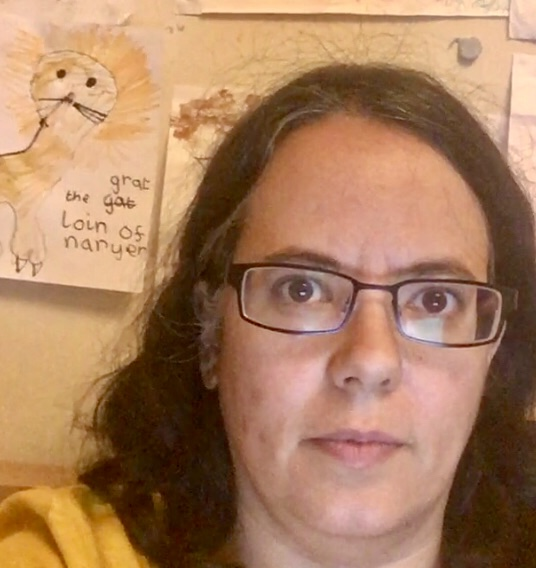 grat
the gat
loin of
naryer